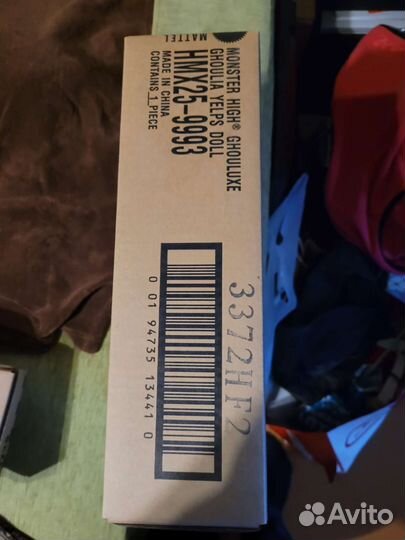 MONSTER HIGH® GHOULUXE
GHOULIA YELPS DOLL
HMX25-9993
MADE IN CHINA
CONTAINS 1 PIECE
MATTEL
3372HF2
0 01 94735 13441 0
Avito